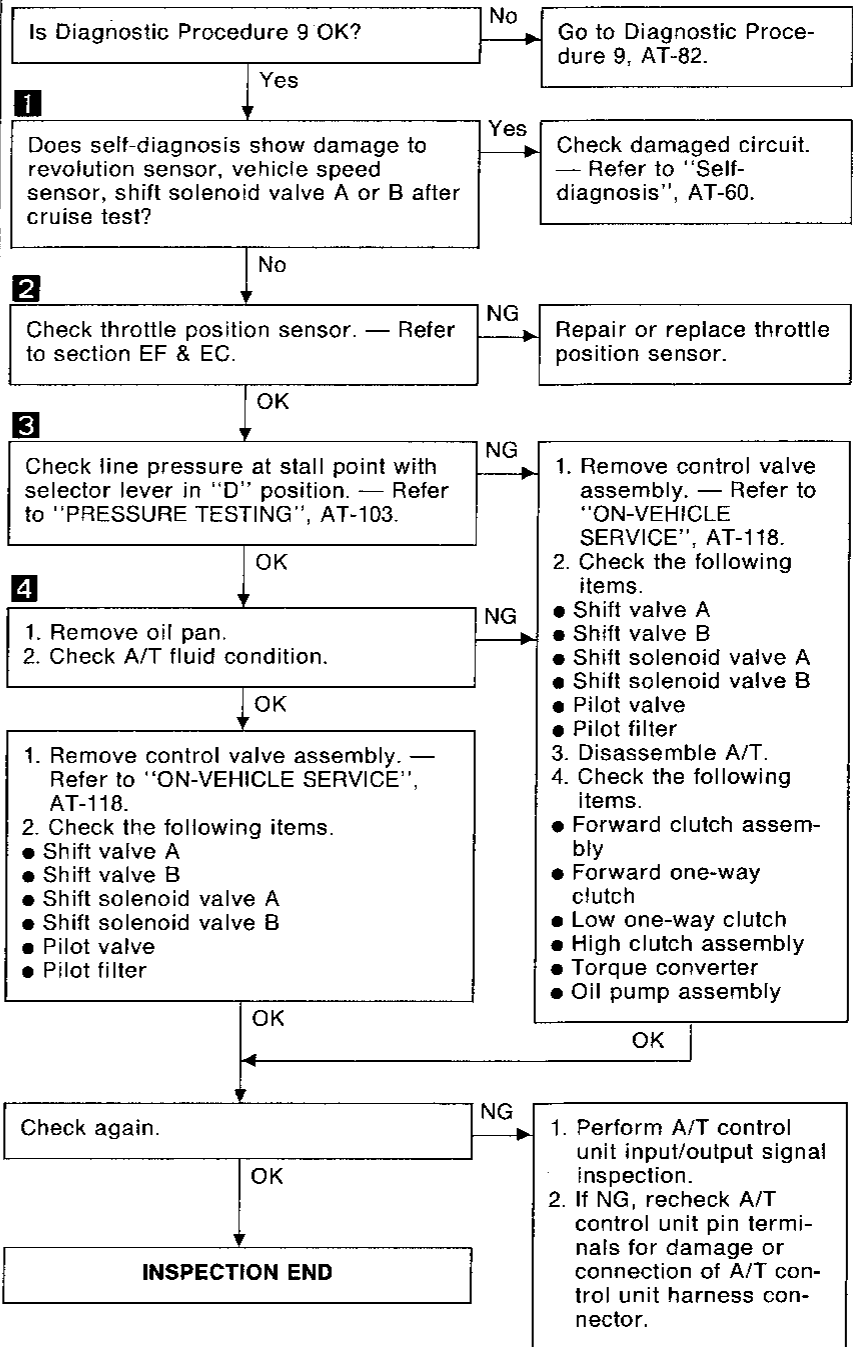 Is Diagnostic Procedure 9 OK?
No
Go to Diagnostic Proce-
dure 9, AT-82.
Yes
1
Does self-diagnosis show damage to
revolution sensor, vehicle speed
sensor, shift solenoid valve A or B after
cruise test?
Yes
Check damaged circuit.
— Refer to "Self-
diagnosis", AT-60.
No
2
Check throttle position sensor. — Refer
to section EF & EC.
NG
Repair or replace throttle
position sensor.
OK
3
Check line pressure at stall point with
selector lever in "D" position. — Refer
to "PRESSURE TESTING", AT-103.
NG
1. Remove control valve
assembly. — Refer to
"ON-VEHICLE
SERVICE", AT-118.
2. Check the following
items.
● Shift valve A
● Shift valve B
● Shift solenoid valve A
● Shift solenoid valve B
● Pilot valve
● Pilot filter
3. Disassemble A/T.
4. Check the following
items.
● Forward clutch assem-
bly
● Forward one-way
clutch
● Low one-way clutch
● High clutch assembly
● Torque converter
● Oil pump assembly
OK
OK
4
1. Remove oil pan.
2. Check A/T fluid condition.
NG
OK
1. Remove control valve assembly. —
Refer to "ON-VEHICLE SERVICE",
AT-118.
2. Check the following items.
● Shift valve A
● Shift valve B
● Shift solenoid valve A
● Shift solenoid valve B
● Pilot valve
● Pilot filter
OK
Check again.
NG
1. Perform A/T control
unit input/output signal
inspection.
2. If NG, recheck A/T
control unit pin termi-
nals for damage or
connection of A/T con-
trol unit harness con-
nector.
OK
INSPECTION END